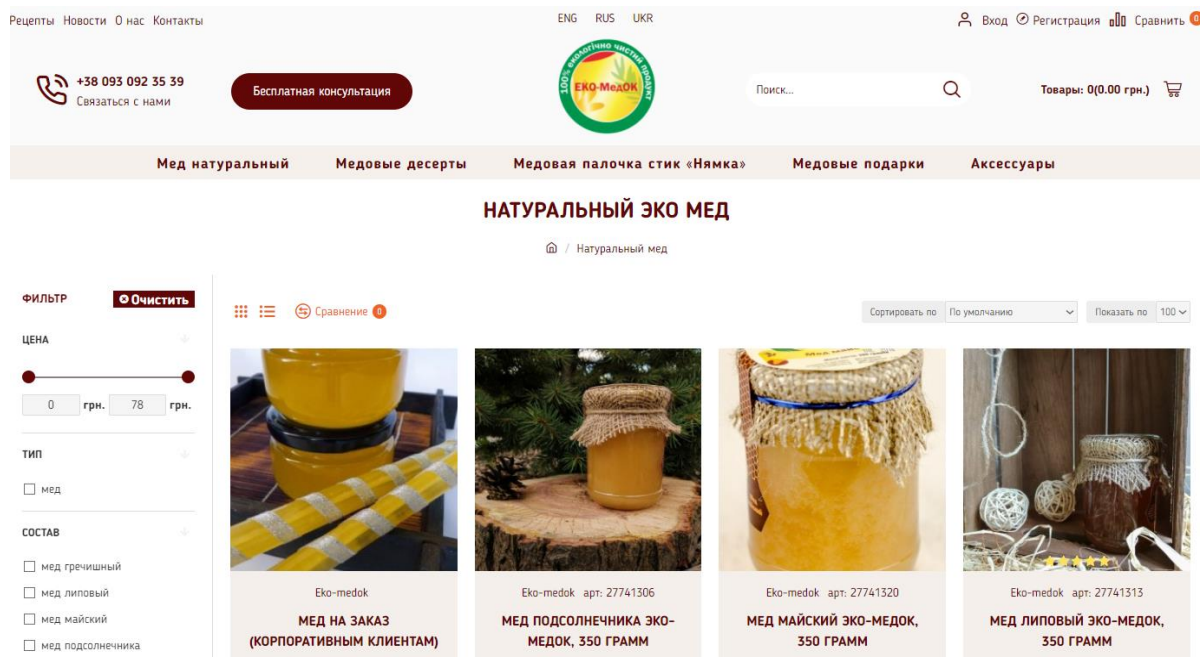 Рецепты Новости О нас Контакты
ENG RUS UKR
Вход Регистрация Сравнить 0
+38 093 092 35 39
Связаться с нами
Бесплатная консультация
100% екологічно чистий продукт
ЕКО-МедОК
Поиск...
Товары: 0(0.00 грн.)
Мед натуральный Медовые десерты Медовая палочка стик «Нямка» Медовые подарки Аксессуары
НАТУРАЛЬНЫЙ ЭКО МЕД
/ Натуральный мед
ФИЛЬТР Очистить
ЦЕНА
0 грн. 78 грн.
ТИП
мед
СОСТАВ
мед гречишный
мед липовый
мед майский
мед подсолнечника
Сравнение 0
Сортировать по По умолчанию
Показать по 100
Eko-medok
МЕД НА ЗАКАЗ
(КОРПОРАТИВНЫМ КЛИЕНТАМ)
Eko-medok арт: 27741306
МЕД ПОДСОЛНЕЧНИКА ЭКО-
МЕДОК, 350 ГРАММ
Eko-medok арт: 27741320
МЕД МАЙСКИЙ ЭКО-МЕДОК,
350 ГРАММ
Eko-medok арт: 27741313
МЕД ЛИПОВЫЙ ЭКО-МЕДОК,
350 ГРАММ